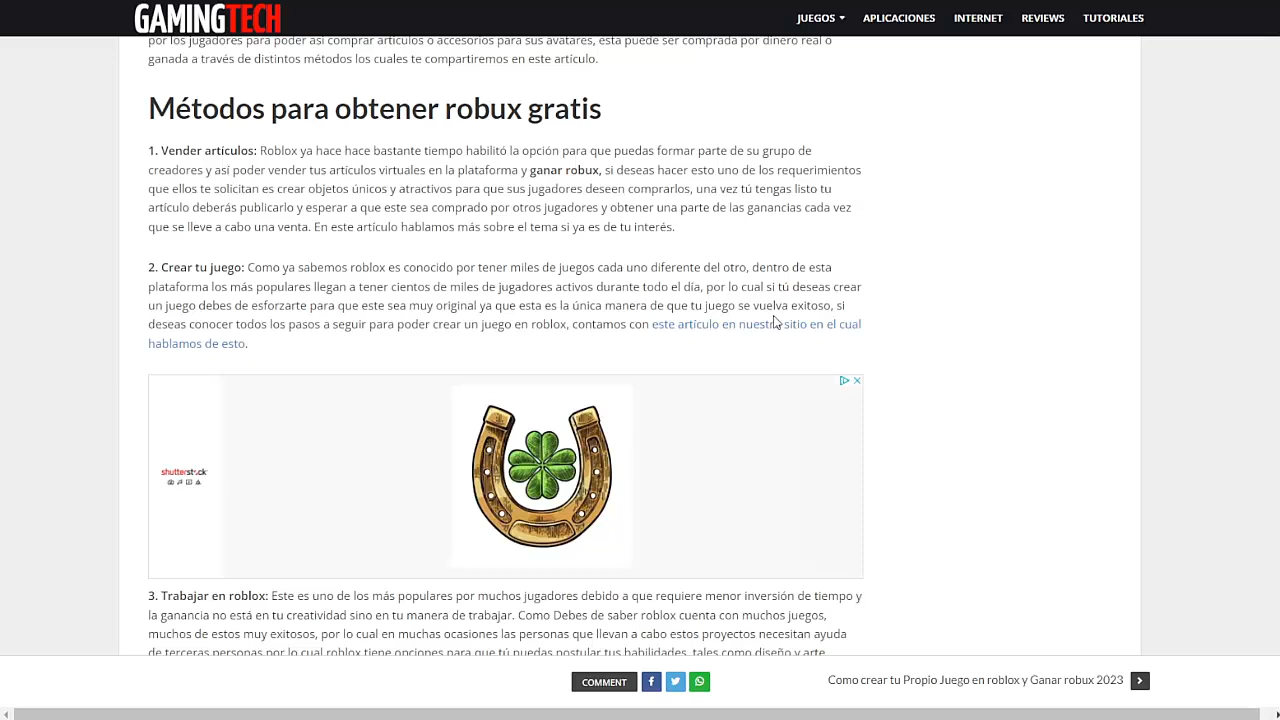 GAMINGTECH
JUEGOS APLICACIONES INTERNET REVIEWS TUTORIALES
por los jugadores para poder así comprar artículos o accesorios para sus avatares, esta puede ser comprada por dinero real o
ganada a través de distintos métodos los cuales te compartiremos en este artículo.
Métodos para obtener robux gratis
1. Vender artículos: Roblox ya hace hace bastante tiempo habilitó la opción para que puedas formar parte de su grupo de
creadores y así poder vender tus artículos virtuales en la plataforma y ganar robux, si deseas hacer esto uno de los requerimientos
que ellos te solicitan es crear objetos únicos y atractivos para que sus jugadores deseen comprarlos, una vez tú tengas listo tu
artículo deberás publicarlo y esperar a que este sea comprado por otros jugadores y obtener una parte de las ganancias cada vez
que se lleve a cabo una venta. En este artículo hablamos más sobre el tema si ya es de tu interés.
2. Crear tu juego: Como ya sabemos roblox es conocido por tener miles de juegos cada uno diferente del otro, dentro de esta
plataforma los más populares llegan a tener cientos de miles de jugadores activos durante todo el día, por lo cual si tú deseas crear
un juego debes de esforzarte para que este sea muy original ya que esta es la única manera de que tu juego se vuelva exitoso, si
deseas conocer todos los pasos a seguir para poder crear un juego en roblox, contamos con este artículo en nuestro sitio en el cual
hablamos de esto.
shutterstock
3. Trabajar en roblox: Este es uno de los más populares por muchos jugadores debido a que requiere menor inversión de tiempo y
la ganancia no está en tu creatividad sino en tu manera de trabajar. Como Debes de saber roblox cuenta con muchos juegos,
muchos de estos muy exitosos, por lo cual en muchas ocasiones las personas que llevan a cabo estos proyectos necesitan ayuda
de terceras personas por lo cual roblox tiene opciones para que tú puedas postular tus habilidades, tales como diseño y arte
COMMENT
Como crear tu Propio Juego en roblox y Ganar robux 2023